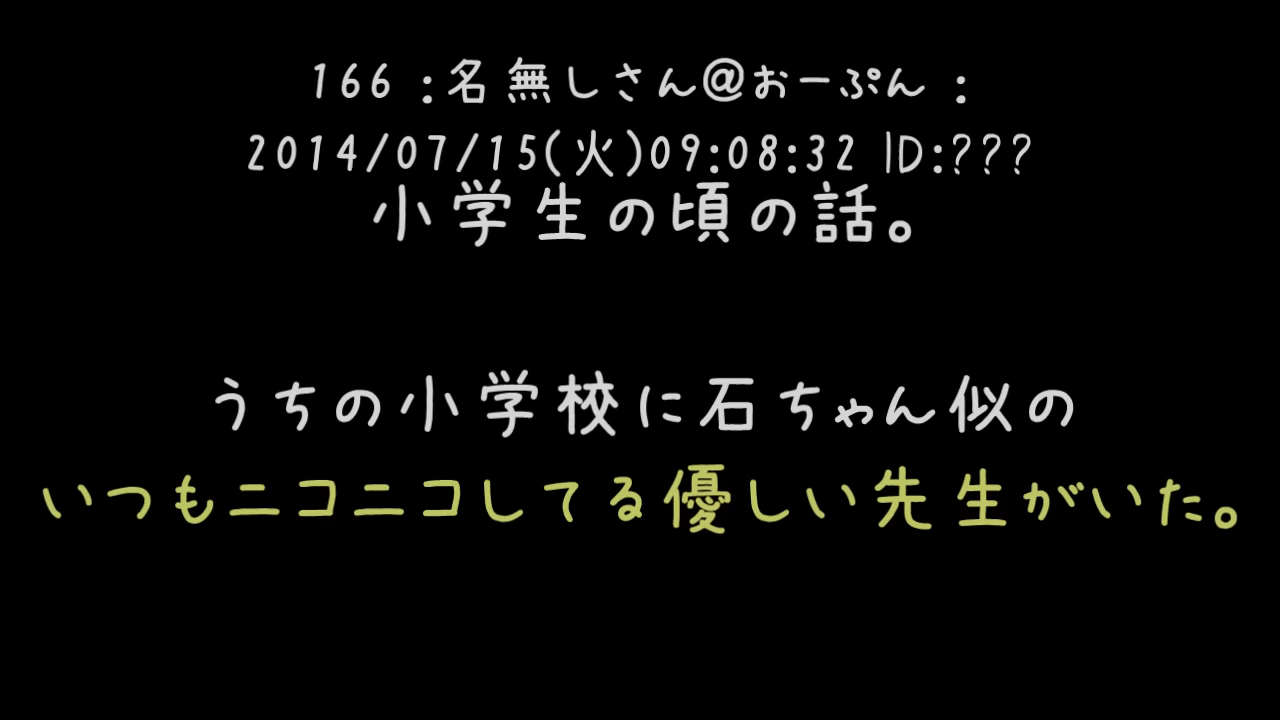 166 :名無しさん@おーぷん :
2014/07/15(火)09:08:32 ID:???
小学生の頃の話。
うちの小学校に石ちゃん似の
いつもニコニコしてる優しい先生がいた。